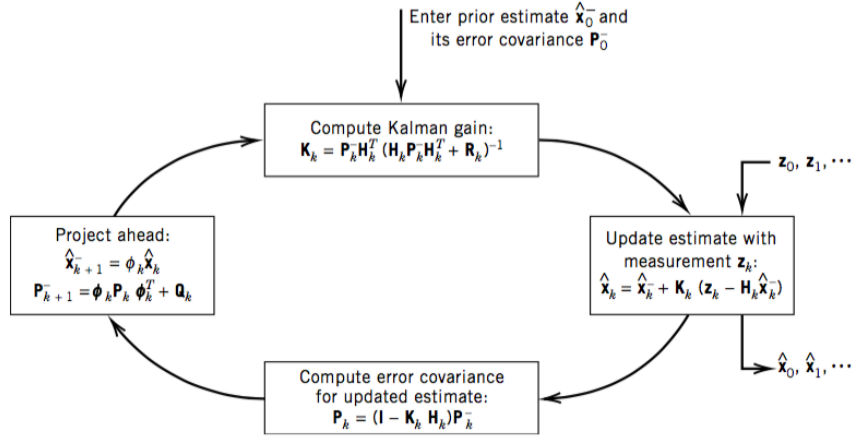 Enter prior estimate x̂₀⁻ and
its error covariance P₀⁻
Compute Kalman gain:
Kₖ = Pₖ⁻Hₖᵀ (HₖPₖ⁻Hₖᵀ + Rₖ)⁻¹
z₀, z₁, ⋯
Update estimate with
measurement zₖ:
x̂ₖ = x̂ₖ⁻ + Kₖ (zₖ – Hₖx̂ₖ⁻)
x̂₀, x̂₁, ⋯
Compute error covariance
for updated estimate:
Pₖ = (I – Kₖ Hₖ)Pₖ⁻
Project ahead:
x̂⁻ₖ₊₁ = ϕₖx̂ₖ
P⁻ₖ₊₁ = ϕₖPₖ ϕₖᵀ + Qₖ